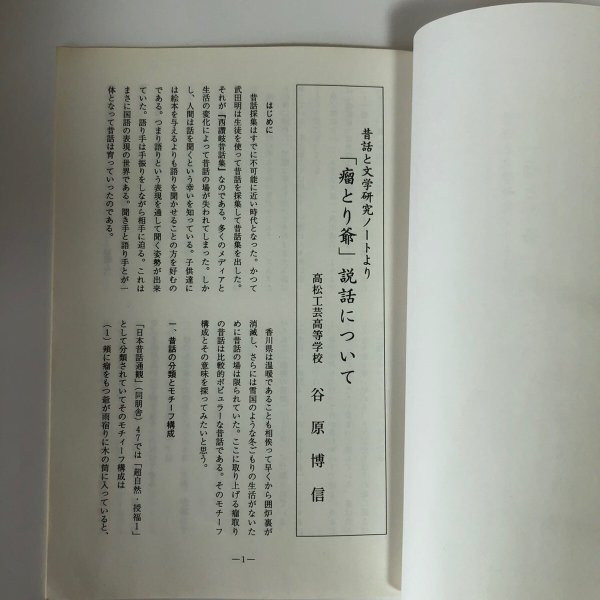 昔話と文学研究ノートより
「瘤とり爺」説話について
高松工芸高等学校　谷原博信
はじめに
昔話採集はすでに不可能に近い時代となった。かつて
武田明は生徒を使って昔話を採集して昔話集を出した。
それが『西讃岐昔話集』なのである。多くのメディアと
生活の変化によって昔話の場が失われてしまった。しか
し、人間は話を聞くという幸いを知っている。子供達に
は絵本を与えるよりも語りを聞かせることの方を好むの
である。つまり語りという表現を通して聞く姿勢が出来
ていた。語り手は手振りをしながら相手に迫る。これは
まさに国語の表現の世界である。聞き手と語り手とが一
体となって昔話は育っていったのである。
香川県は温暖であることも相俟って早くから囲炉裏が
消滅し、さらには雪国のような冬ごもりの生活がないた
めに昔話の場は限られていた。ここに取り上げる瘤取り
の昔話は比較的ポピュラーな昔話である。そのモチーフ
構成とその意味を探ってみたいと思う。
一、昔話の分類とモチーフ構成
『日本昔話通観』（同朋舎）４７では「超自然・授福Ⅰ」
として分類されていてそのモティーフ構成は
（１）頬に瘤をもつ爺が雨宿りに木の筒に入っていると、
―１―